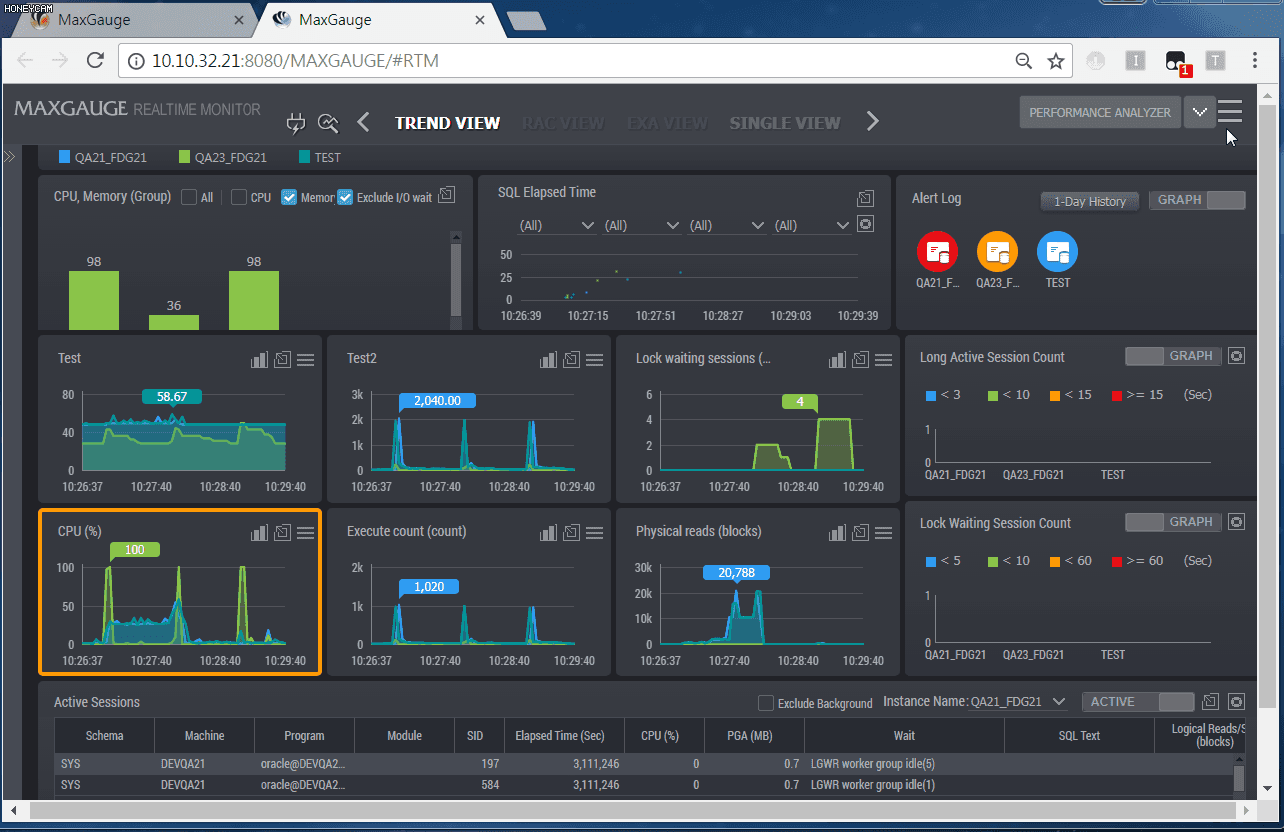 HONEYCAM
MaxGauge
MaxGauge
10.10.32.21:8080/MAXGAUGE/#RTM
1
I
T
MAXGAUGE REALTIME MONITOR
TREND VIEW
RAC VIEW
EXA VIEW
SINGLE VIEW
PERFORMANCE ANALYZER
QA21_FDG21
QA23_FDG21
TEST
CPU, Memory (Group)
All
CPU
Memor
Exclude I/O wait
98
36
98
SQL Elapsed Time
(All)
(All)
(All)
(All)
50
25
0
10:26:39 10:27:15 10:27:51 10:28:27 10:29:03 10:29:39
Alert Log
1-Day History
GRAPH
QA21_F...
QA23_F...
TEST
Test
58.67
80
40
0
10:26:37 10:27:40 10:28:40 10:29:40
Test2
2,040.00
3k
2k
1k
0
10:26:37 10:27:40 10:28:40 10:29:40
Lock waiting sessions (...
4
6
4
2
0
10:26:37 10:27:40 10:28:40 10:29:40
Long Active Session Count
GRAPH
< 3
< 10
< 15
>= 15
(Sec)
1
0
QA21_FDG21 QA23_FDG21 TEST
CPU (%)
100
100
50
0
10:26:37 10:27:40 10:28:40 10:29:40
Execute count (count)
1,020
2k
1k
0
10:26:37 10:27:40 10:28:40 10:29:40
Physical reads (blocks)
20,788
30k
20k
10k
0
10:26:37 10:27:40 10:28:40 10:29:40
Lock Waiting Session Count
GRAPH
< 5
< 10
< 60
>= 60
(Sec)
1
0
QA21_FDG21 QA23_FDG21 TEST
Active Sessions
Exclude Background
Instance Name: QA21_FDG21
ACTIVE
Schema Machine Program Module SID Elapsed Time (Sec) CPU (%) PGA (MB) Wait SQL Text Logical Reads/S
(blocks)
SYS DEVQA21 oracle@DEVQA2... 197 3,111,246 0 0.7 LGWR worker group idle(5)
SYS DEVQA21 oracle@DEVQA2... 584 3,111,246 0 0.7 LGWR worker group idle(1)